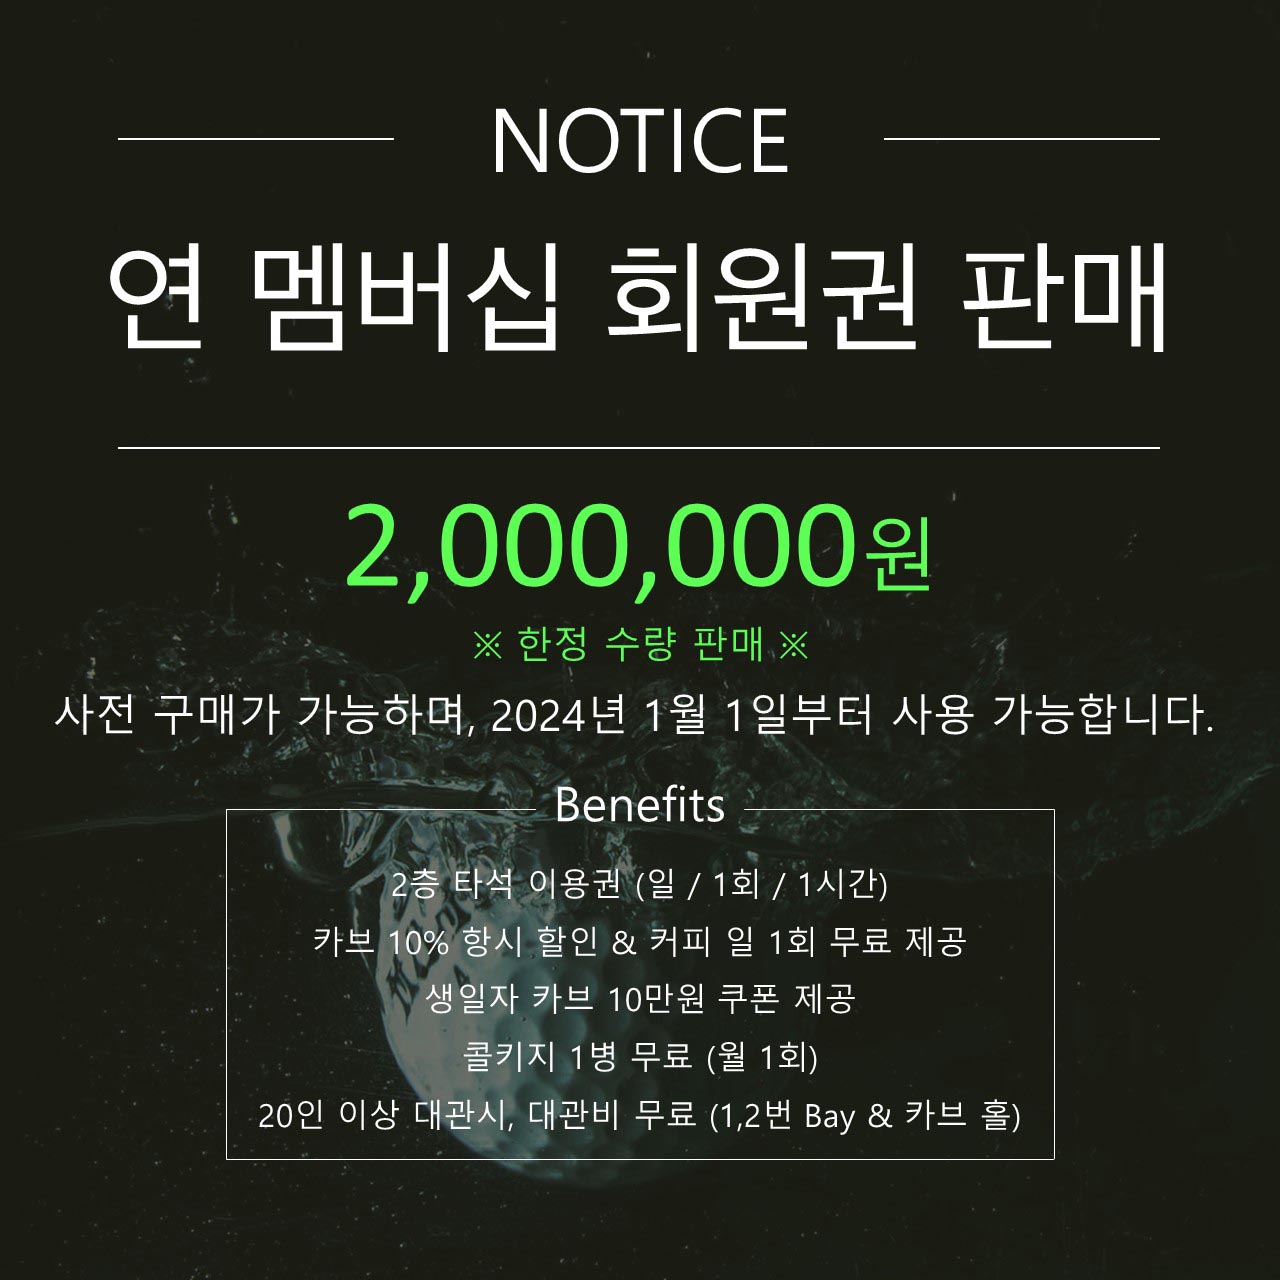 NOTICE
연 멤버십 회원권 판매
2,000,000원
※ 한정 수량 판매 ※
사전 구매가 가능하며, 2024년 1월 1일부터 사용 가능합니다.
Benefits
2층 타석 이용권 (일 / 1회 / 1시간)
카브 10% 항시 할인 & 커피 일 1회 무료 제공
생일자 카브 10만원 쿠폰 제공
콜키지 1병 무료 (월 1회)
20인 이상 대관시, 대관비 무료 (1,2번 Bay & 카브 홀)